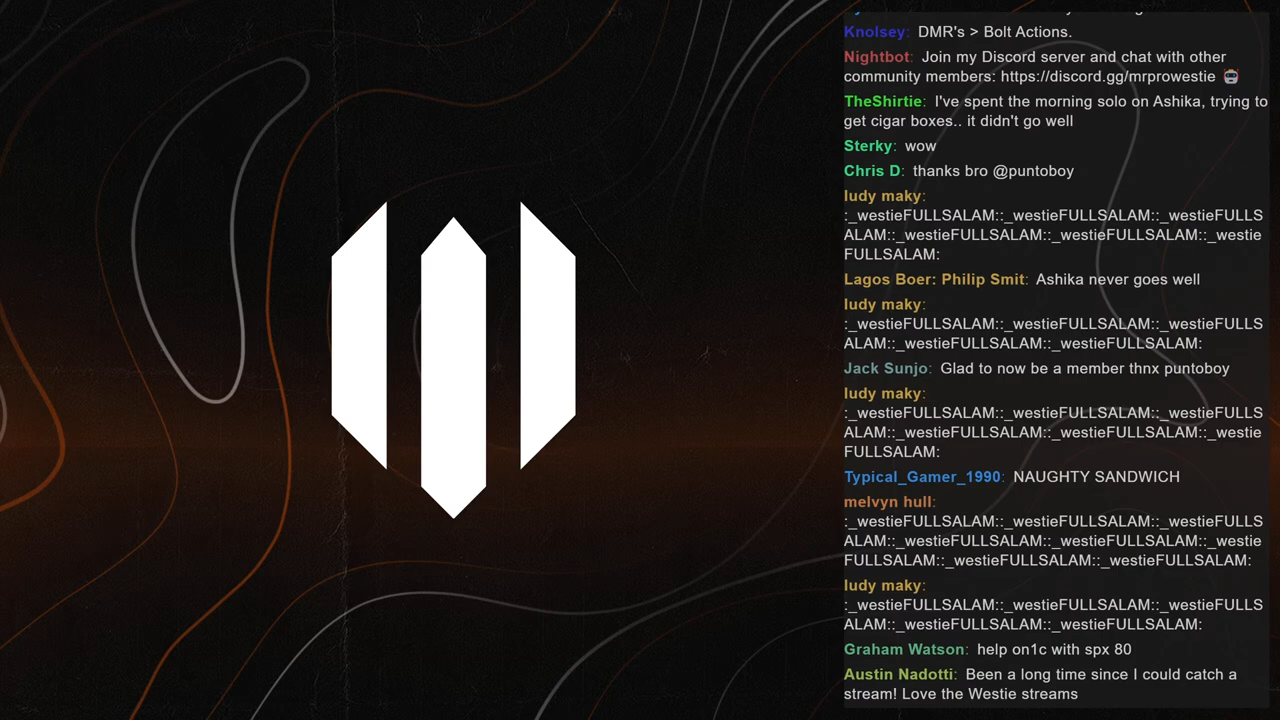 Knolsey: DMR's > Bolt Actions.
Nightbot: Join my Discord server and chat with other
community members: https://discord.gg/mrprowestie
TheShirtie: I've spent the morning solo on Ashika, trying to
get cigar boxes.. it didn't go well
Sterky: wow
Chris D: thanks bro @puntoboy
ludy maky:
:_westieFULLSALAM::_westieFULLSALAM::_westieFULLS
ALAM::_westieFULLSALAM::_westieFULLSALAM::_westie
FULLSALAM:
Lagos Boer: Philip Smit: Ashika never goes well
ludy maky:
:_westieFULLSALAM::_westieFULLSALAM::_westieFULLS
ALAM::_westieFULLSALAM::_westieFULLSALAM:
Jack Sunjo: Glad to now be a member thnx puntoboy
ludy maky:
:_westieFULLSALAM::_westieFULLSALAM::_westieFULLS
ALAM::_westieFULLSALAM::_westieFULLSALAM::_westie
FULLSALAM:
Typical_Gamer_1990: NAUGHTY SANDWICH
melvyn hull:
:_westieFULLSALAM::_westieFULLSALAM::_westieFULLS
ALAM::_westieFULLSALAM::_westieFULLSALAM::_westie
FULLSALAM::_westieFULLSALAM::_westieFULLSALAM:
ludy maky:
:_westieFULLSALAM::_westieFULLSALAM::_westieFULLS
ALAM::_westieFULLSALAM::_westieFULLSALAM:
Graham Watson: help on1c with spx 80
Austin Nadotti: Been a long time since I could catch a
stream! Love the Westie streams